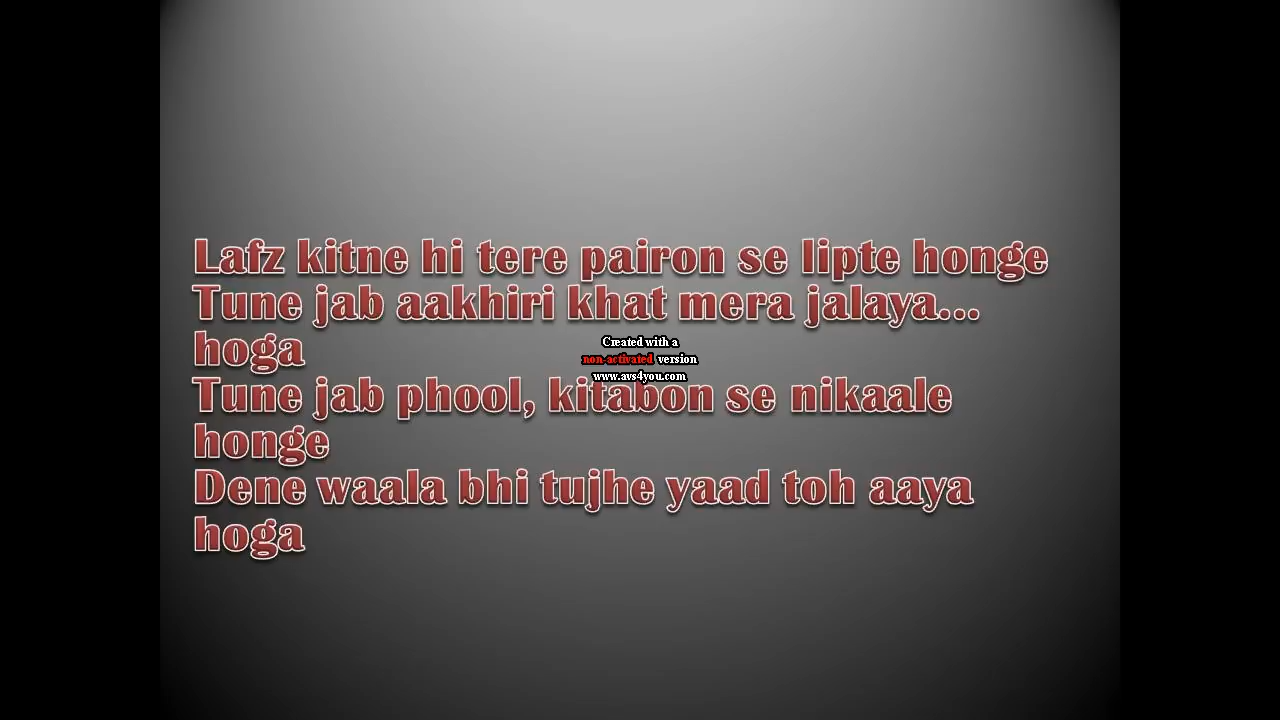 Lafz kitne hi tere pairon se lipte honge
Tune jab aakhiri khat mera jalaya...
hoga
Created with a
non-activated version
www.avs4you.com
Tune jab phool, kitabon se nikaale
honge
Dene waala bhi tujhe yaad toh aaya
hoga